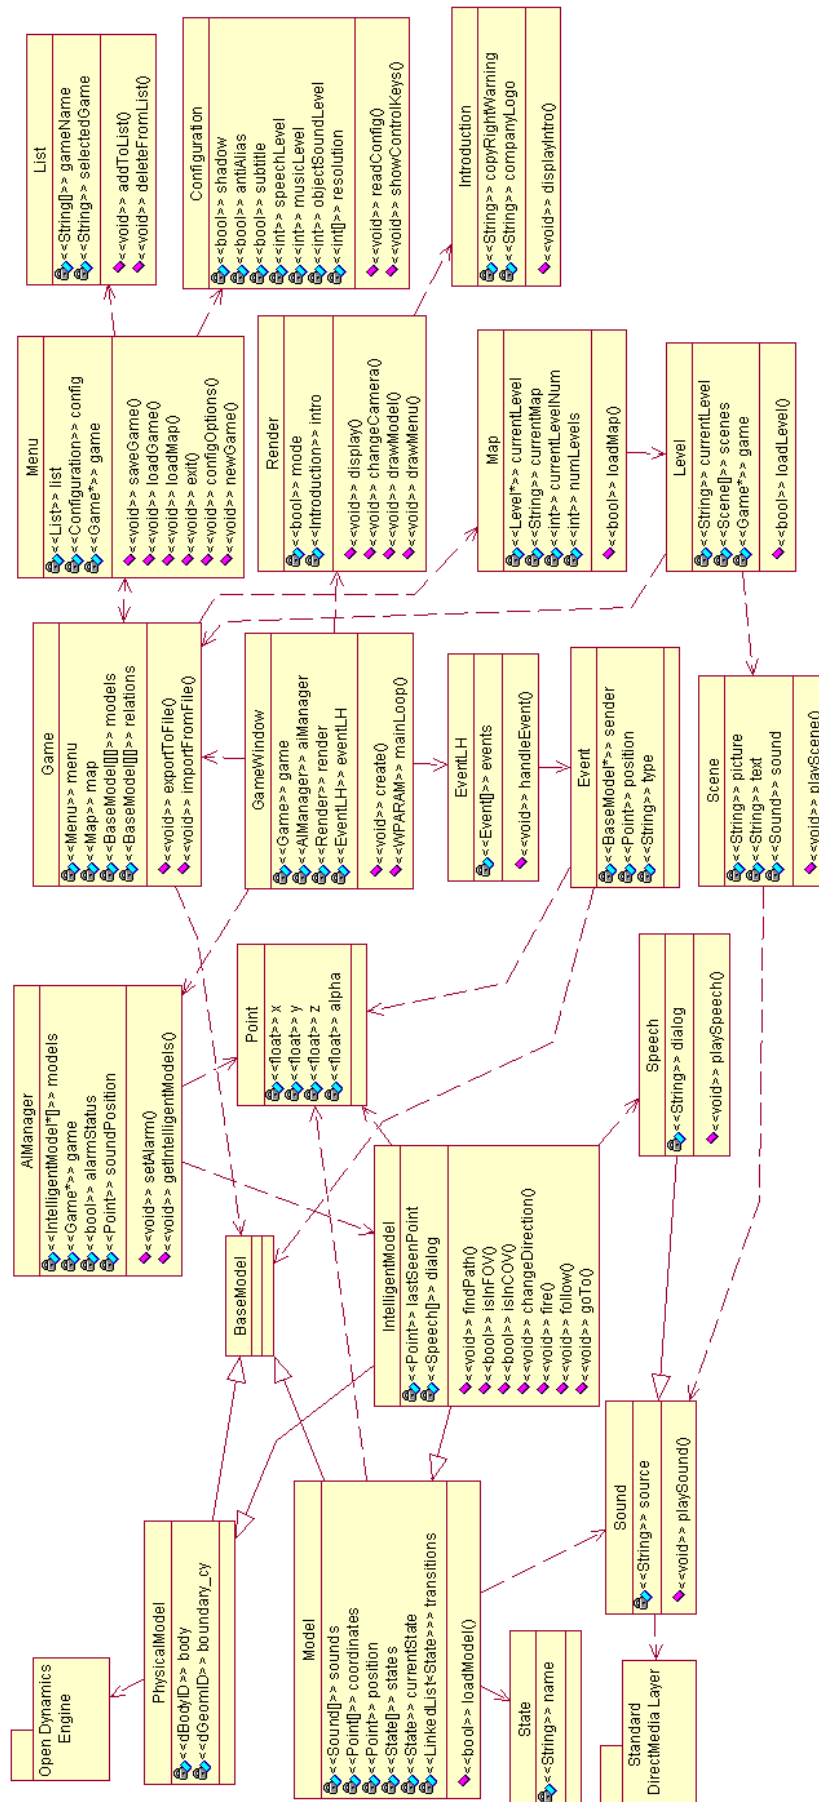 List
<<String[]>> gameName
<<String>> selectedGame
<<void>> addToList()
<<void>> deleteFromList()
Configuration
<<bool>> shadow
<<bool>> antiAlias
<<bool>> subtitle
<<int>> speechLevel
<<int>> musicLevel
<<int>> objectSoundLevel
<<int[]>> resolution
<<void>> readConfig()
<<void>> showControlKeys()
Introduction
<<String>> copyRightWarning
<<String>> companyLogo
<<void>> displayIntro()
Menu
<<List>> list
<<Configuration>> config
<<Game*>> game
<<void>> saveGame()
<<void>> loadGame()
<<void>> loadMap()
<<void>> exit()
<<void>> configOptions()
<<void>> newGame()
Render
<<bool>> mode
<<Introduction>> intro
<<void>> display()
<<void>> changeCamera()
<<void>> drawModel()
<<void>> drawMenu()
Map
<<Level*>> currentLevel
<<String>> currentMap
<<int>> currentLevelNum
<<int>> numLevels
<<bool>> loadMap()
Level
<<String>> currentLevel
<<Scene[]>> scenes
<<Game*>> game
<<bool>> loadLevel()
Game
<<Menu>> menu
<<Map>> map
<<BaseModel[][]>> models
<<BaseModel[][]>> relations
<<void>> exportToFile()
<<void>> importFromFile()
GameWindow
<<Game>> game
<<AIManager>> aiManager
<<Render>> render
<<EventLH>> eventLH
<<void>> create()
<<WPARAM>> mainLoop()
EventLH
<<Event[]>> events
<<void>> handleEvent()
Event
<<BaseModel*>> sender
<<Point>> position
<<String>> type
Scene
<<String>> picture
<<String>> text
<<Sound>> sound
<<void>> playScene()
AIManager
<<IntelligentModel*[]>> models
<<Game*>> game
<<bool>> alarmStatus
<<Point>> soundPosition
<<void>> setAlarm()
<<void>> getIntelligentModels()
Point
<<float>> x
<<float>> y
<<float>> z
<<float>> alpha
Speech
<<String>> dialog
<<void>> playSpeech()
BaseModel
IntelligentModel
<<Point>> lastSeenPoint
<<Speech[]>> dialog
<<void>> findPath()
<<bool>> isInFOV()
<<bool>> isInCOV()
<<void>> changeDirection()
<<void>> fire()
<<void>> follow()
<<void>> goTo()
Sound
<<String>> source
<<void>> playSound()
PhysicalModel
<<dBodyID>> body
<<dGeomID>> boundary_cy
Model
<<Sound[]>> sounds
<<Point[]>> coordinates
<<Point>> position
<<State[]>> states
<<State>> currentState
<<LinkedList<State>>> transitions
<<bool>> loadModel()
State
<<String>> name
Open Dynamics
Engine
Standard
DirectMedia Layer